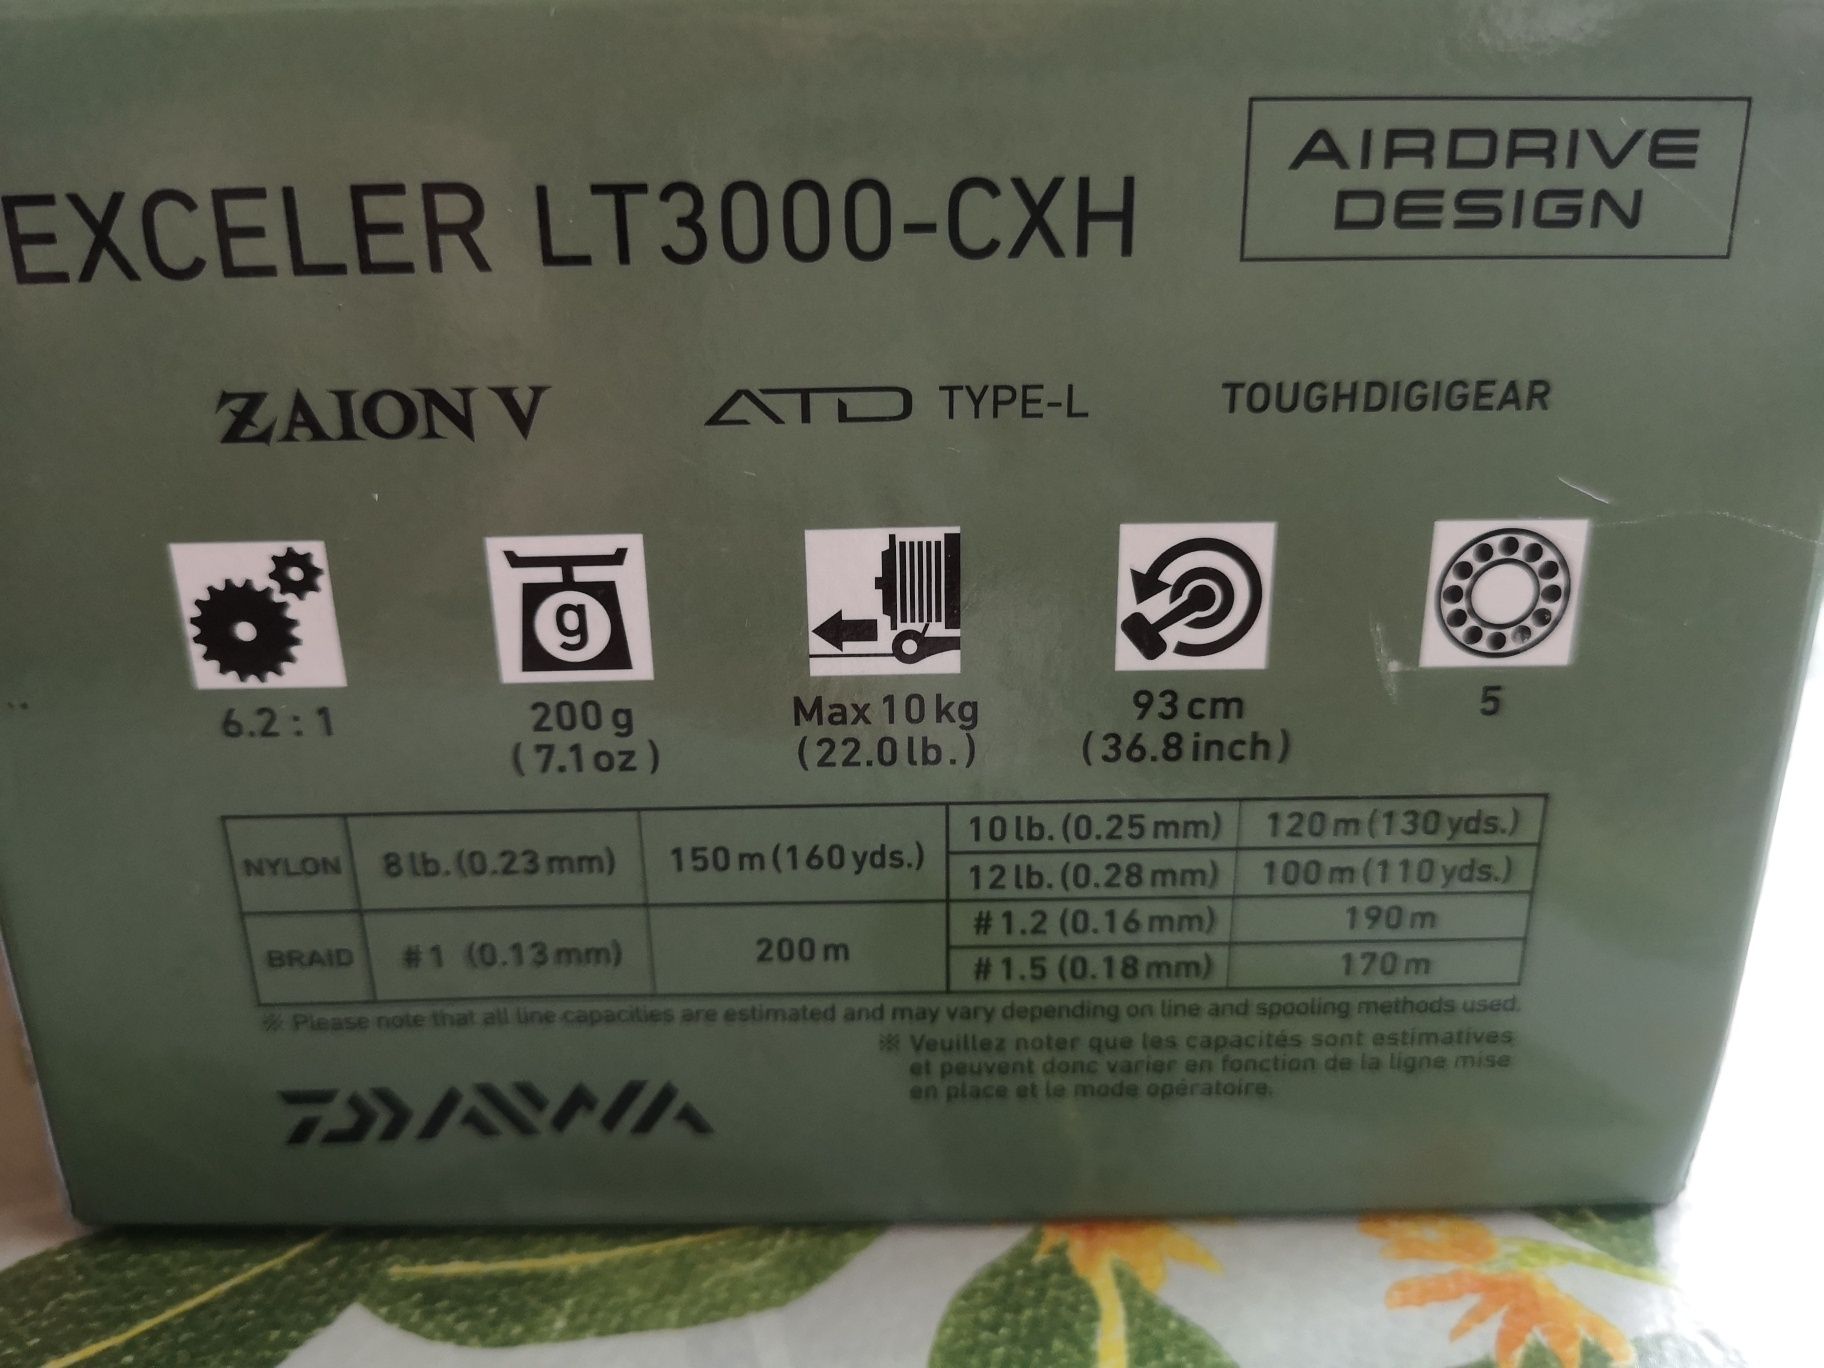 EXCELER LT3000-CXH
AIRDRIVE
DESIGN
ZAION V
ATD TYPE-L
TOUGHDIGIGEAR
g
6.2 : 1
200 g
(7.1 oz)
Max 10 kg
(22.0 lb.)
93 cm
(36.8 inch)
5
NYLON 8 lb. (0.23 mm) 150 m (160 yds.)
10 lb. (0.25 mm) 120 m (130 yds.)
12 lb. (0.28 mm) 100 m (110 yds.)
BRAID #1 (0.13 mm) 200 m
#1.2 (0.16 mm) 190 m
#1.5 (0.18 mm) 170 m
※ Please note that all line capacities are estimated and may vary depending on line and spooling methods used.
※ Veuillez noter que les capacités sont estimatives
et peuvent donc varier en fonction de la ligne mise
en place et le mode opératoire.
DAIWA